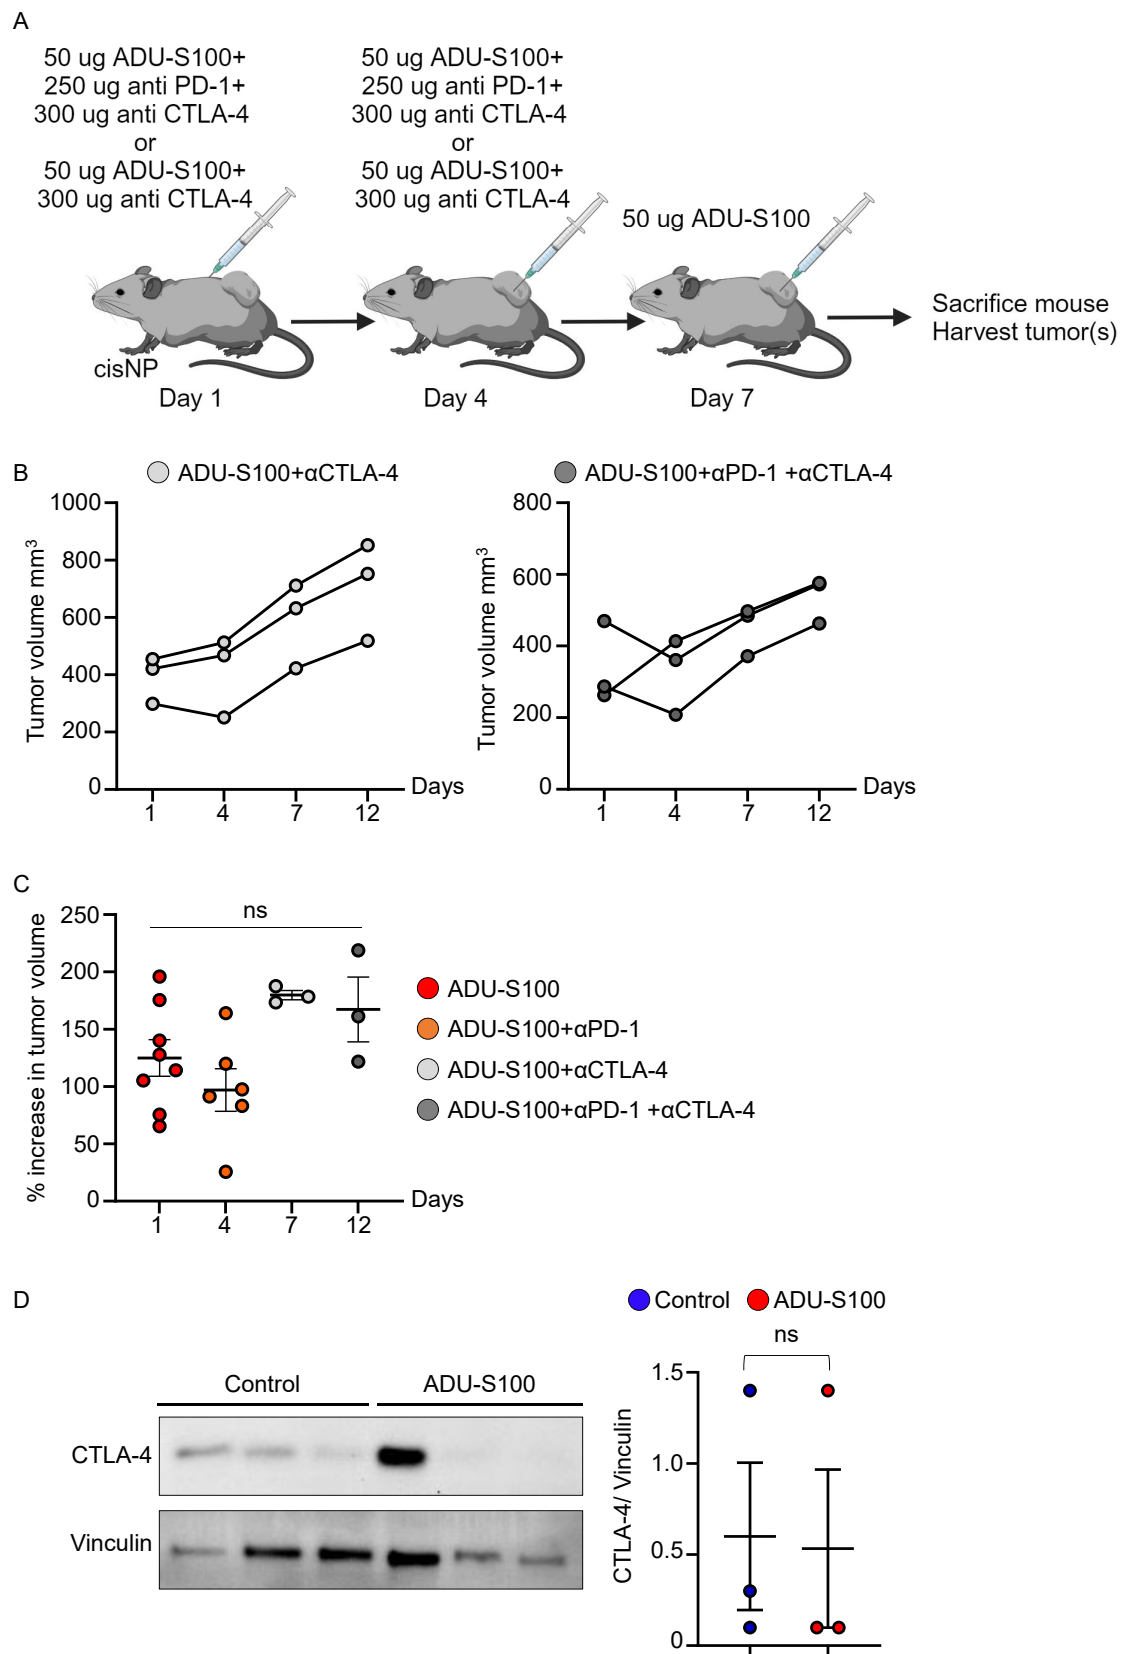 A
50 ug ADU-S100+
250 ug anti PD-1+
300 ug anti CTLA-4
or
50 ug ADU-S100+
300 ug anti CTLA-4
50 ug ADU-S100+
250 ug anti PD-1+
300 ug anti CTLA-4
or
50 ug ADU-S100+
300 ug anti CTLA-4
50 ug ADU-S100
Sacrifice mouse
Harvest tumor(s)
cisNP
Day 1
Day 4
Day 7
B
ADU-S100+αCTLA-4
Tumor volume mm³
1000
800
600
400
200
0
1 4 7 12
Days
ADU-S100+αPD-1 +αCTLA-4
Tumor volume mm³
800
600
400
200
0
1 4 7 12
Days
C
% increase in tumor volume
250
200
150
100
50
0
ns
1 4 7 12
Days
ADU-S100
ADU-S100+αPD-1
ADU-S100+αCTLA-4
ADU-S100+αPD-1 +αCTLA-4
D
Control ADU-S100
CTLA-4
Vinculin
Control ADU-S100
ns
CTLA-4/ Vinculin
1.5
1.0
0.5
0